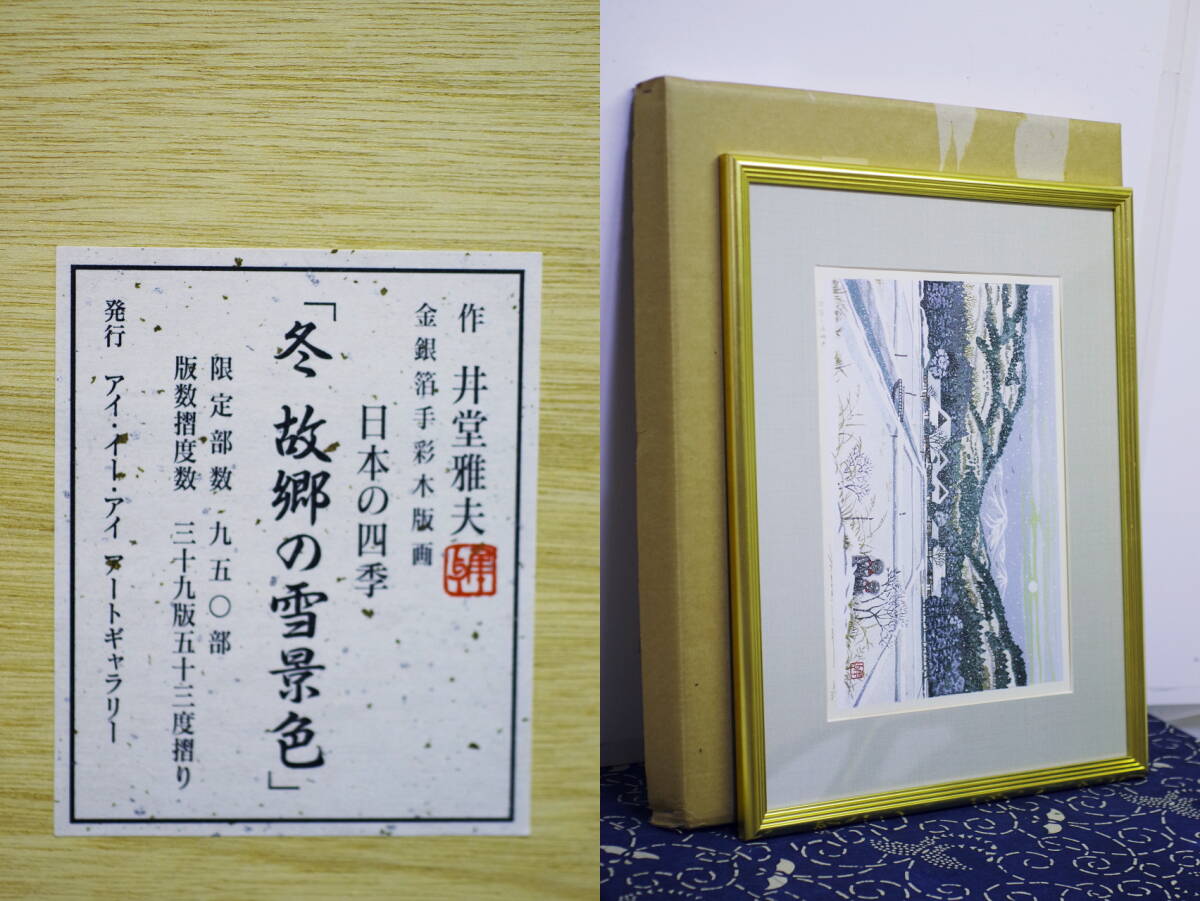 作 井堂雅夫
金銀箔手彩木版画
日本の四季
「冬 故郷の雪景色」
限定部数 九五〇部
版数摺度数 三十九版五十三度摺り
発行 アイ・イー・アイ アートギャラリー